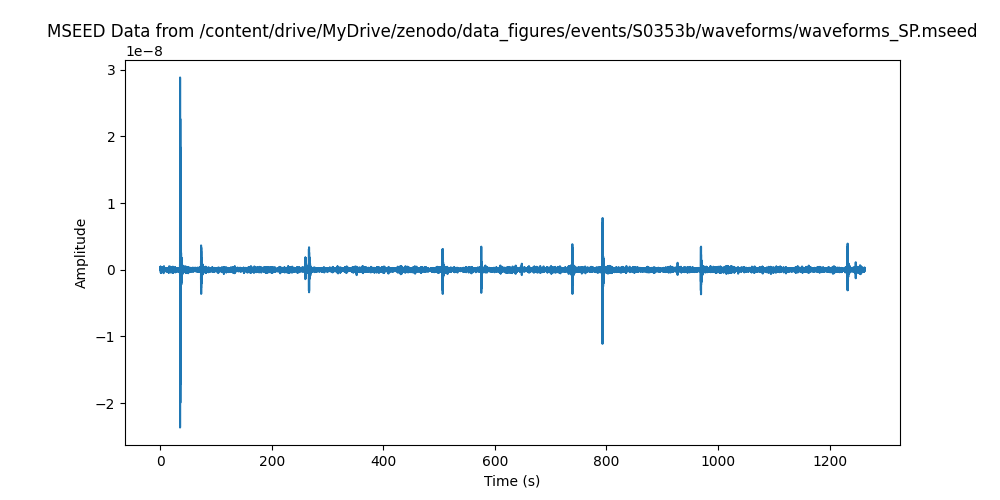 MSEED Data from /content/drive/MyDrive/zenodo/data_figures/events/S0353b/waveforms/waveforms_SP.mseed
1e−8
3
2
1
0
−1
−2
Amplitude
0 200 400 600 800 1000 1200
Time (s)